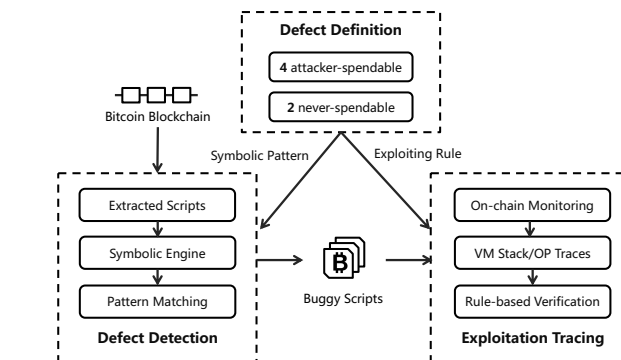 Defect Definition
4 attacker-spendable
2 never-spendable
Bitcoin Blockchain
Symbolic Pattern
Exploiting Rule
Extracted Scripts
Symbolic Engine
Pattern Matching
Defect Detection
Buggy Scripts
On-chain Monitoring
VM Stack/OP Traces
Rule-based Verification
Exploitation Tracing